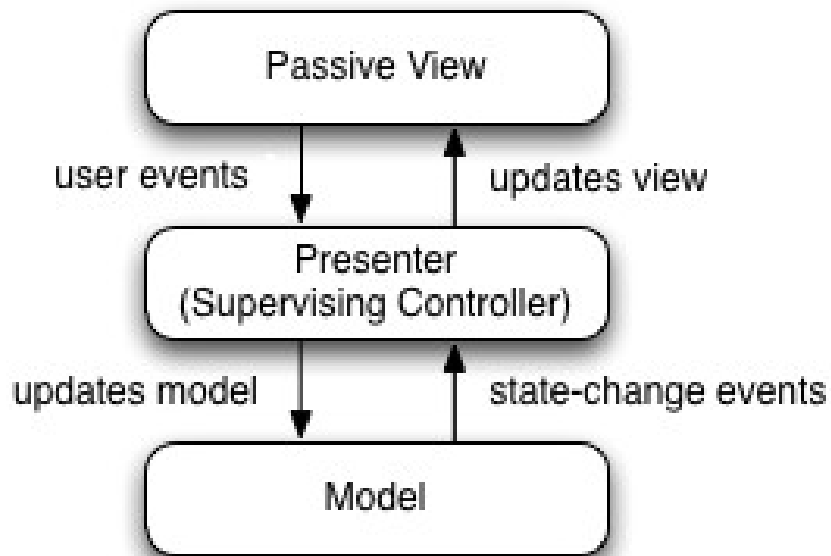 Passive View
user events
updates view
Presenter
(Supervising Controller)
updates model
state-change events
Model